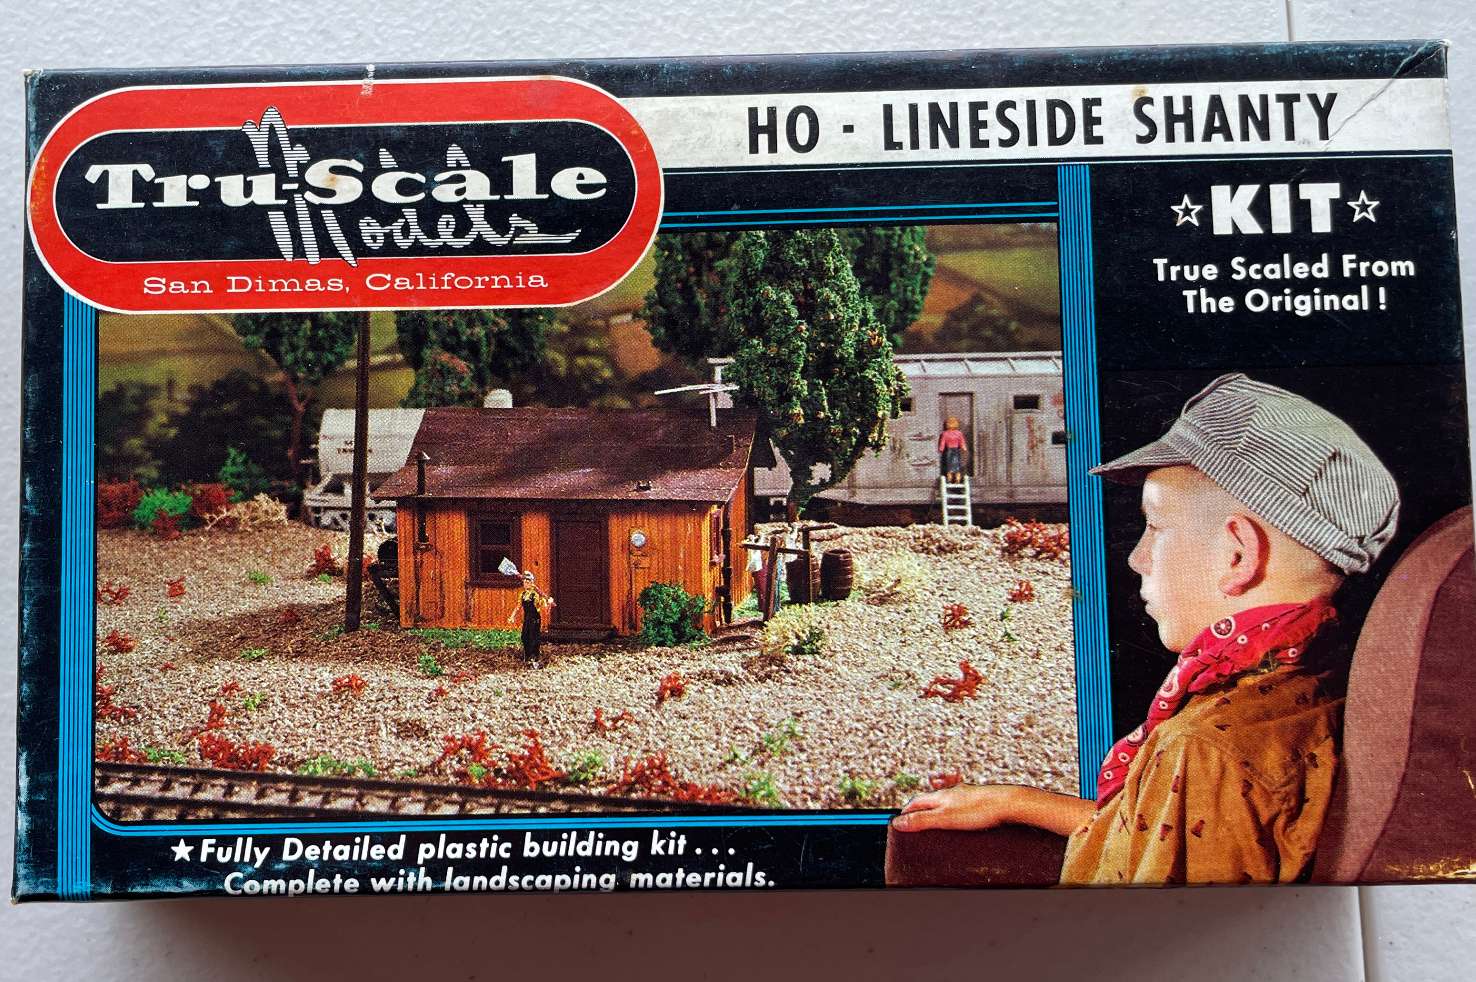 Tru-Scale
Models
San Dimas, California
HO - LINESIDE SHANTY
☆KIT☆
True Scaled From
The Original!
★Fully Detailed plastic building kit...
Complete with landscaping materials.